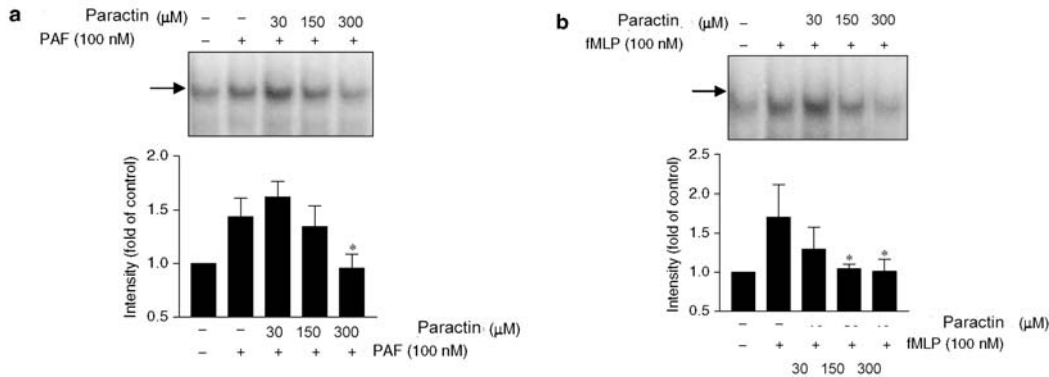 a
Paractin (µM) – – 30 150 300
PAF (100 nM) – + + + +
Intensity (fold of control)
2.0
1.5
1.0
0.5
*
– – 30 150 300 Paractin (µM)
– + + + + PAF (100 nM)
b
Paractin (µM) – 30 150 300
fMLP (100 nM) – + + + +
Intensity (fold of control)
2.5
2.0
1.5
1.0
0.5
* *
– – Paractin (µM)
– + + + + fMLP (100 nM)
30 150 300